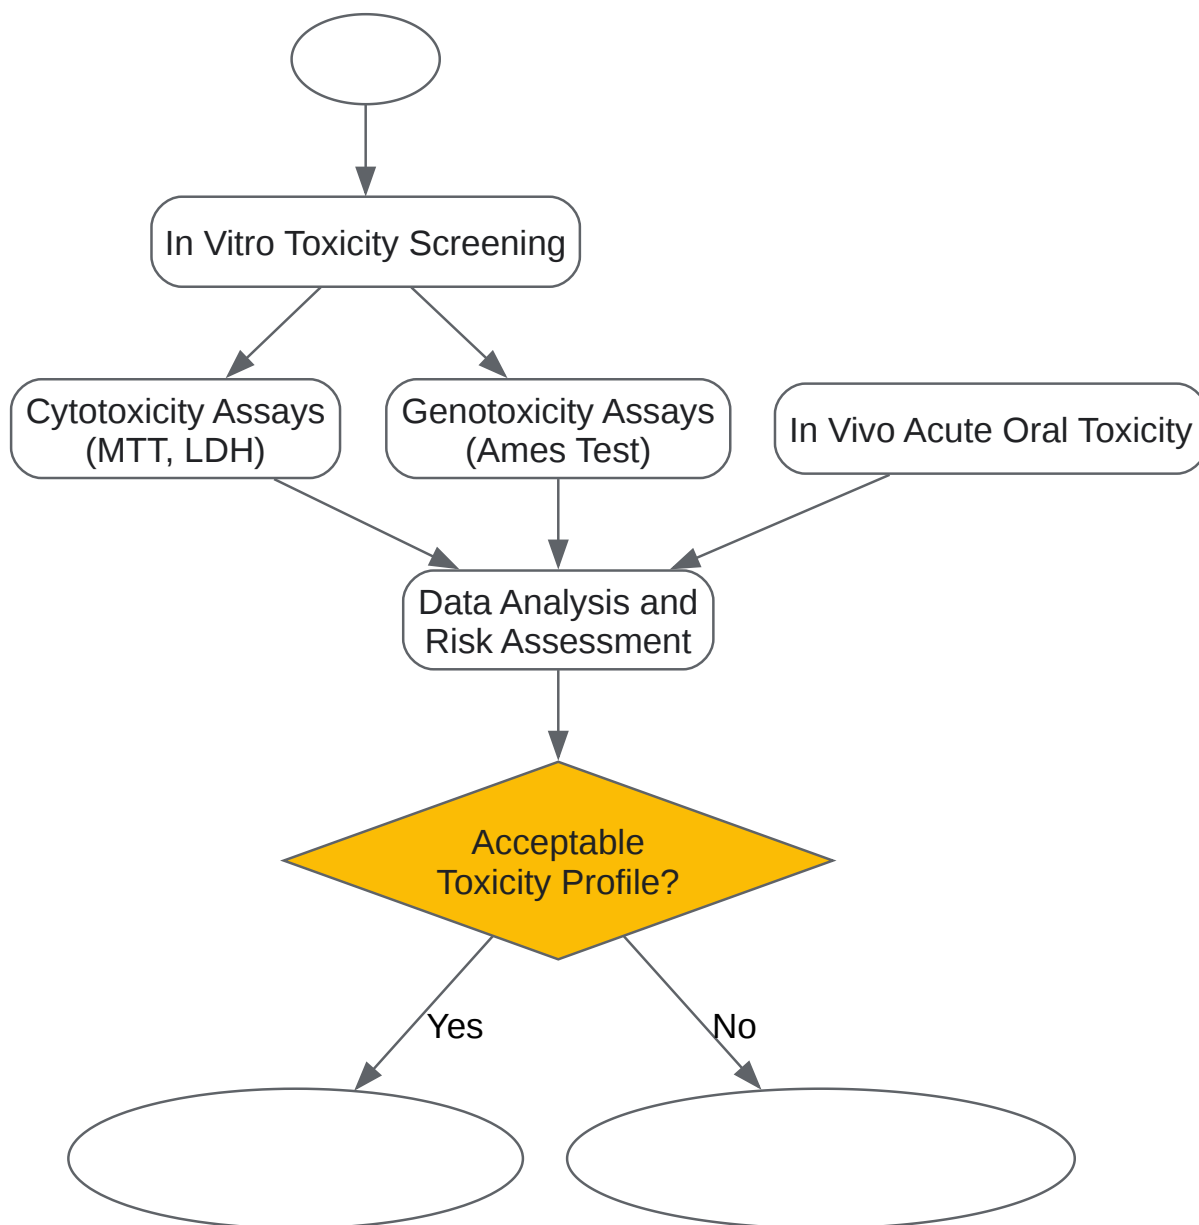 In Vitro Toxicity Screening
Cytotoxicity Assays
(MTT, LDH)
Genotoxicity Assays
(Ames Test)
In Vivo Acute Oral Toxicity
Data Analysis and
Risk Assessment
Acceptable
Toxicity Profile?
Yes
No